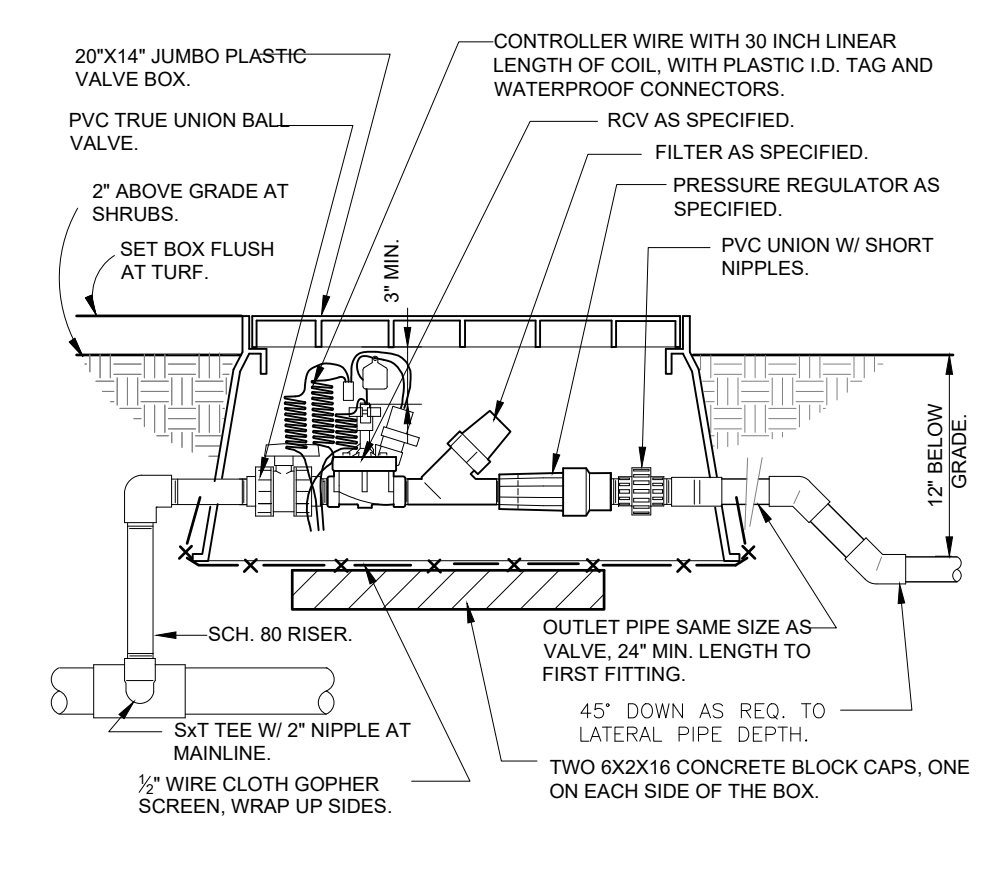 20"X14" JUMBO PLASTIC
VALVE BOX.
PVC TRUE UNION BALL
VALVE.
2" ABOVE GRADE AT
SHRUBS.
SET BOX FLUSH
AT TURF.
CONTROLLER WIRE WITH 30 INCH LINEAR
LENGTH OF COIL, WITH PLASTIC I.D. TAG AND
WATERPROOF CONNECTORS.
RCV AS SPECIFIED.
FILTER AS SPECIFIED.
PRESSURE REGULATOR AS
SPECIFIED.
PVC UNION W/ SHORT
NIPPLES.
3" MIN.
12" BELOW
GRADE.
SCH. 80 RISER.
OUTLET PIPE SAME SIZE AS
VALVE, 24" MIN. LENGTH TO
FIRST FITTING.
45° DOWN AS REQ. TO
LATERAL PIPE DEPTH.
SxT TEE W/ 2" NIPPLE AT
MAINLINE.
½" WIRE CLOTH GOPHER
SCREEN, WRAP UP SIDES.
TWO 6X2X16 CONCRETE BLOCK CAPS, ONE
ON EACH SIDE OF THE BOX.